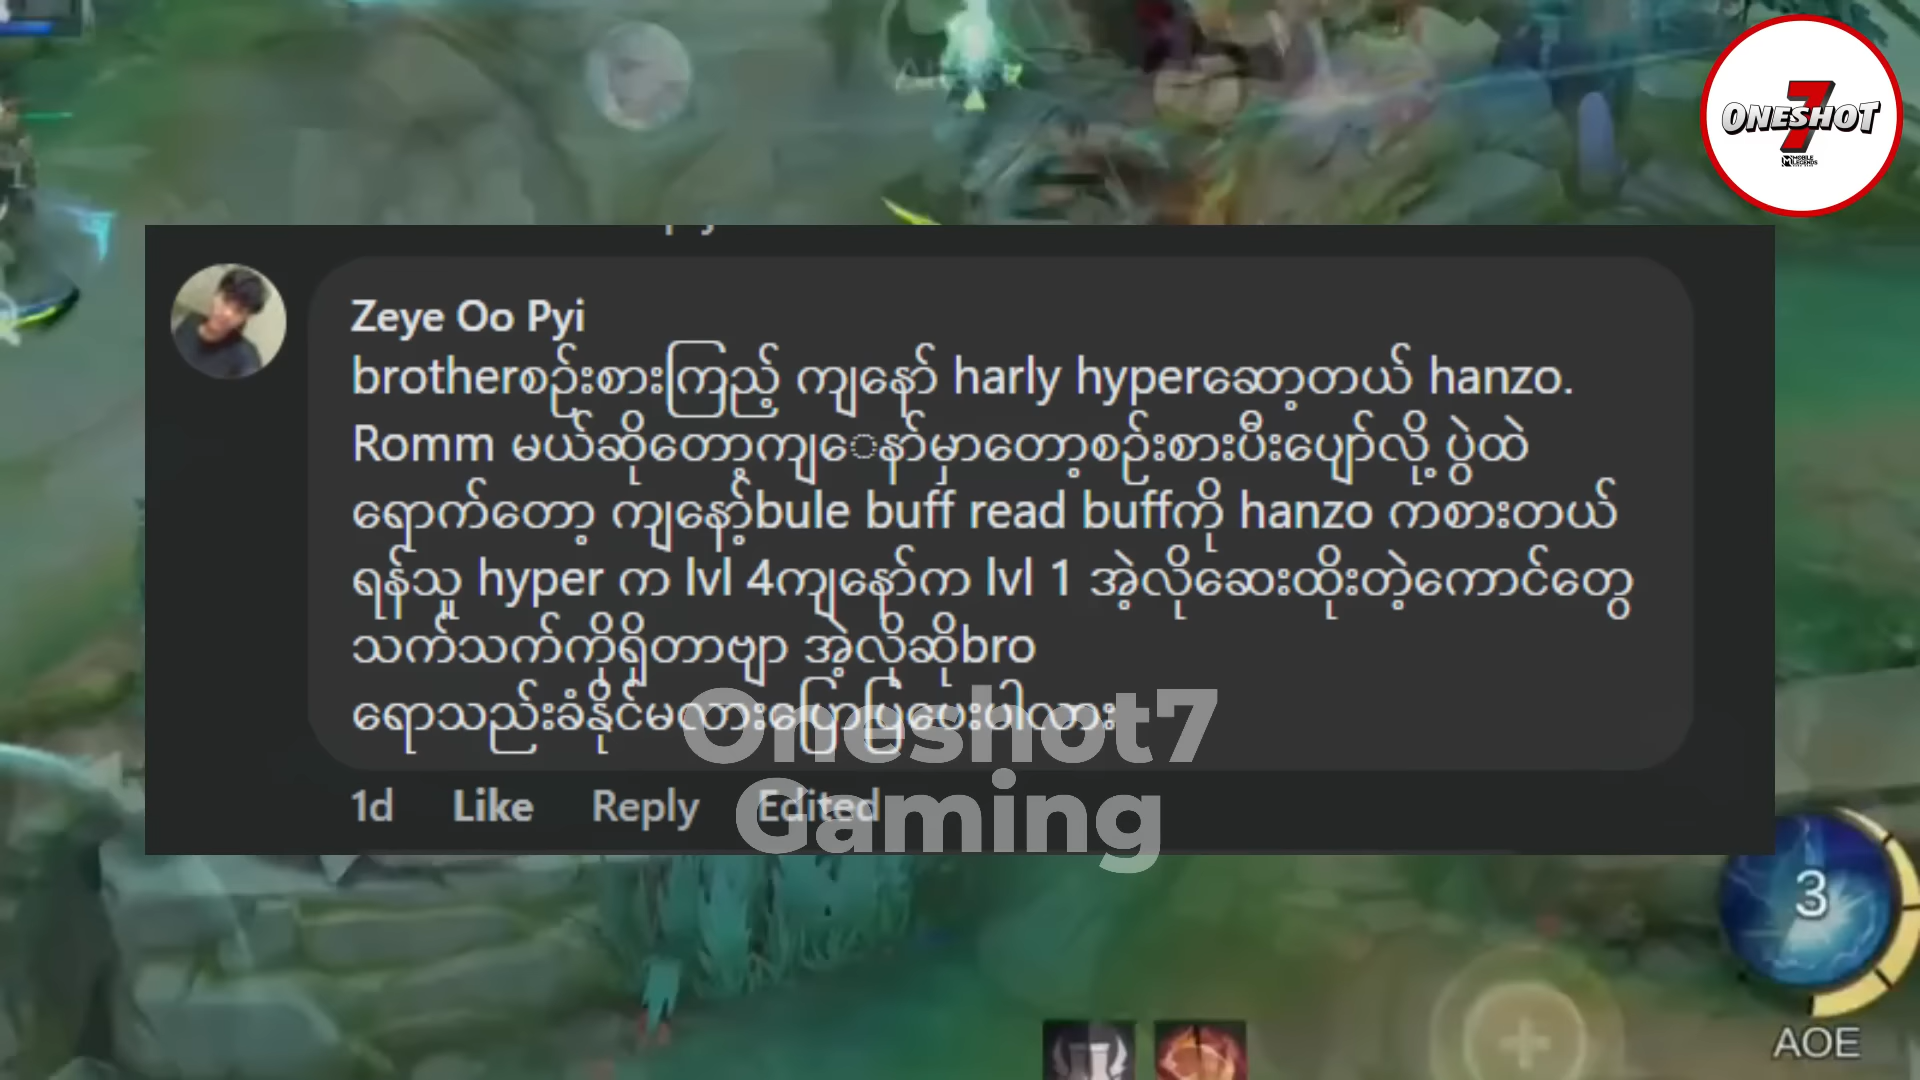 7
ONESHOT
MOBILE LEGENDS
Zeye Oo Pyi
brotherစဉ်းစားကြည့် ကျနော် harly hyperဆော့တယ် hanzo.
Romm မယ်ဆိုတော့ကျေနာ်မှာတော့စဉ်းစားပီးပျော်လို့ ပွဲထဲ
ရောက်တော့ ကျနော့်bule buff read buffကို hanzo ကစားတယ်
ရန်သူ hyper က lvl 4ကျနော်က lvl 1 အဲ့လိုဆေးထိုးတဲ့ကောင်တွေ
သက်သက်ကိုရှိတာဗျာ အဲ့လိုဆိုbro
ရောသည်းခံနိုင်မလားပြောပြပေးပါလား
Oneshot7
Gaming
1d Like Reply Edited
3
AOE